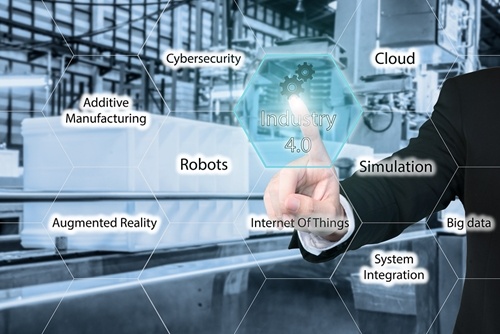 Cybersecurity
Cloud
Additive
Manufacturing
Industry
4.0
Robots
Simulation
Augmented Reality
Internet Of Things
Big data
System
Integration